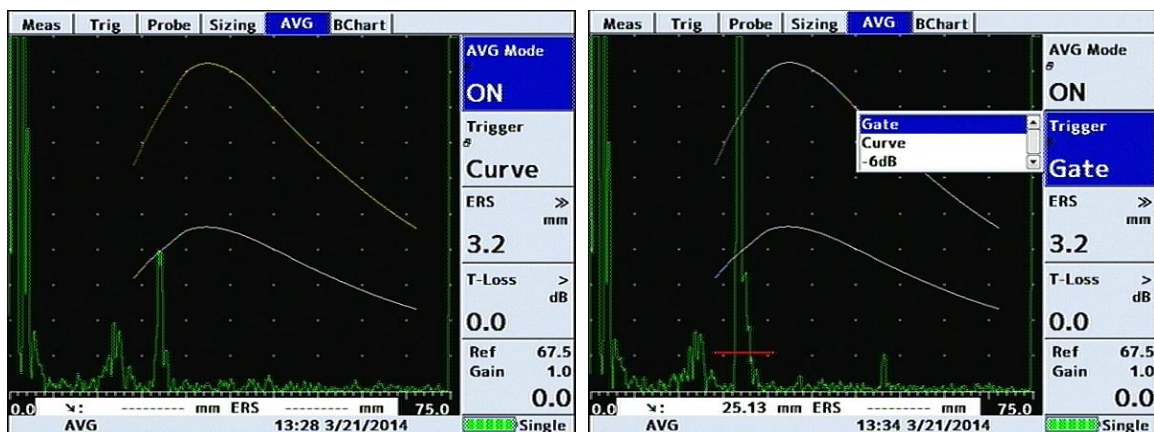 Meas Trig Probe Sizing AVG BChart
AVG Mode
ON
Trigger
Curve
ERS >>
mm
3.2
T-Loss >
dB
0.0
Ref 67.5
Gain 1.0
0.0
0.0 ↘: --------- mm ERS --------- mm 75.0
AVG 13:28 3/21/2014 Single
Meas Trig Probe Sizing AVG BChart
AVG Mode
ON
Gate
Curve
-6dB
Trigger
Gate
ERS >>
mm
3.2
T-Loss >
dB
0.0
Ref 67.5
Gain 1.0
0.0
0.0 ↘: 25.13 mm ERS --------- mm 75.0
AVG 13:34 3/21/2014 Single